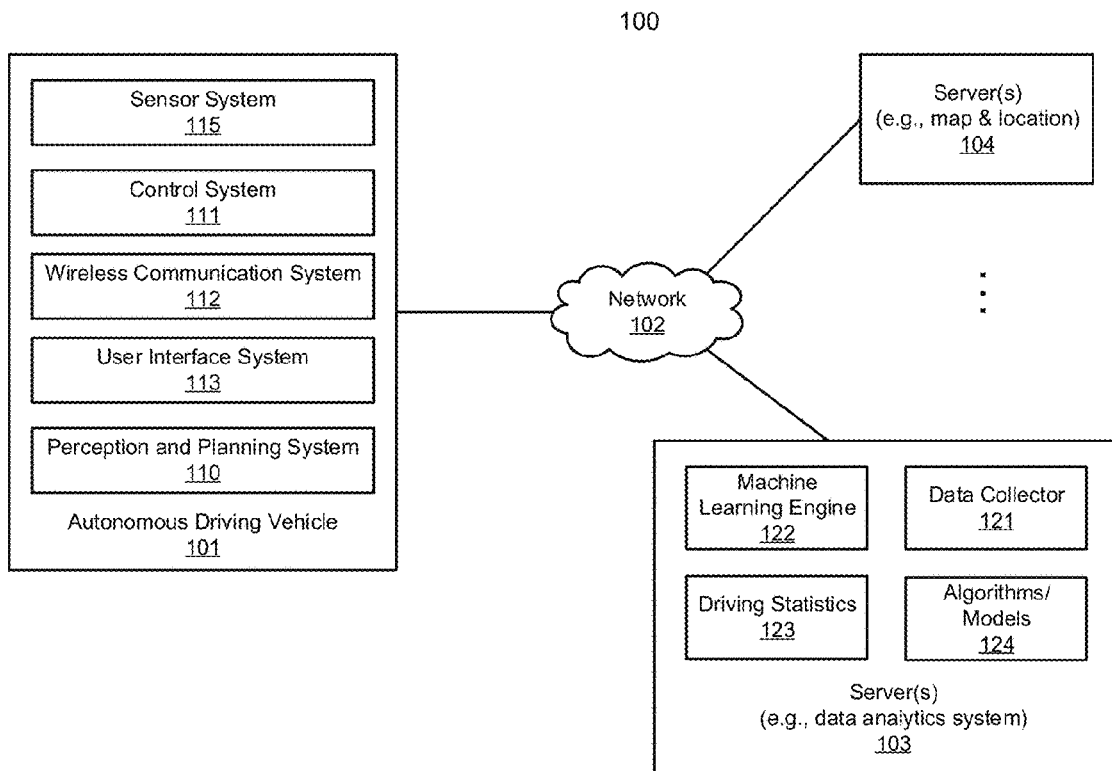 100
Sensor System
115
Control System
111
Wireless Communication System
112
User Interface System
113
Perception and Planning System
110
Autonomous Driving Vehicle
101
Network
102
Server(s)
(e.g., map & location)
104
Machine
Learning Engine
122
Data Collector
121
Driving Statistics
123
Algorithms/
Models
124
Server(s)
(e.g., data analytics system)
103